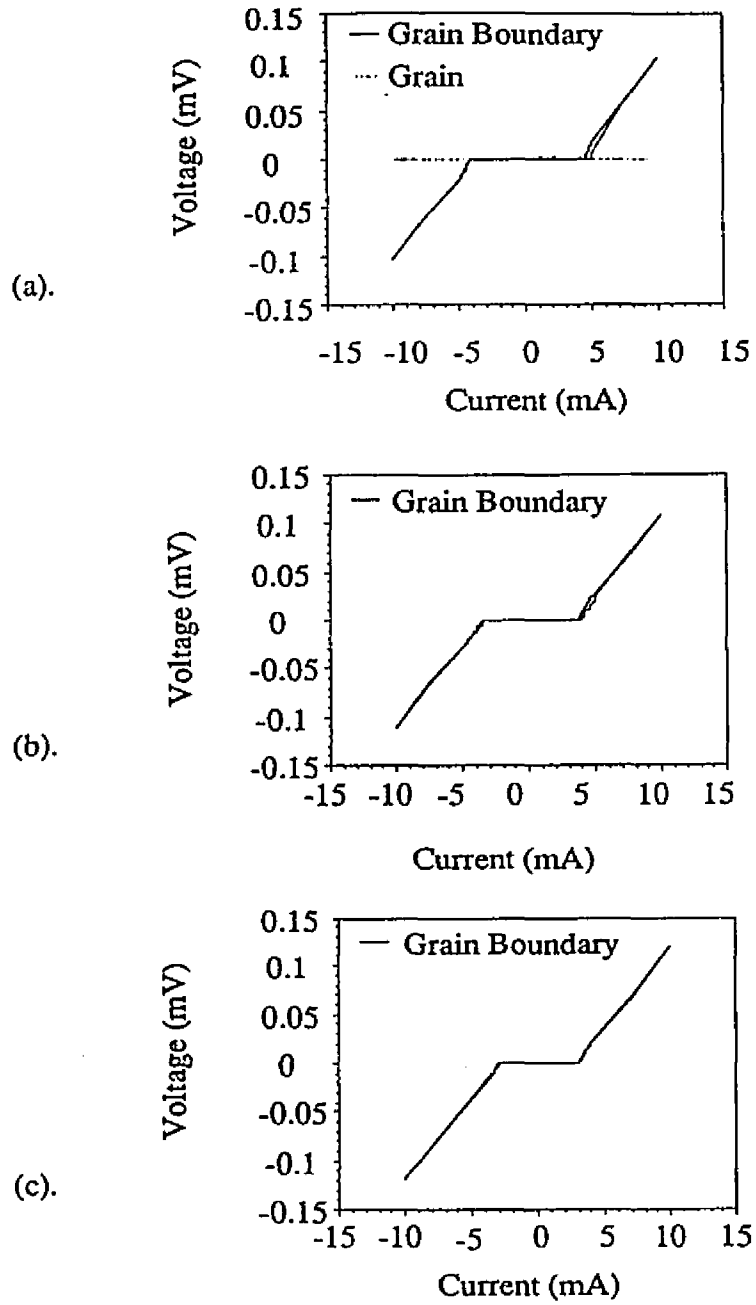 0.15
— Grain Boundary
0.1
Grain
0.05
0
-0.05
-0.1
-0.15
Voltage (mV)
(a).
-15 -10 -5 0 5 10 15
Current (mA)
0.15
— Grain Boundary
0.1
0.05
0
-0.05
-0.1
-0.15
Voltage (mV)
(b).
-15 -10 -5 0 5 10 15
Current (mA)
0.15
— Grain Boundary
0.1
0.05
0
-0.05
-0.1
-0.15
Voltage (mV)
(c).
-15 -10 -5 0 5 10 15
Current (mA)